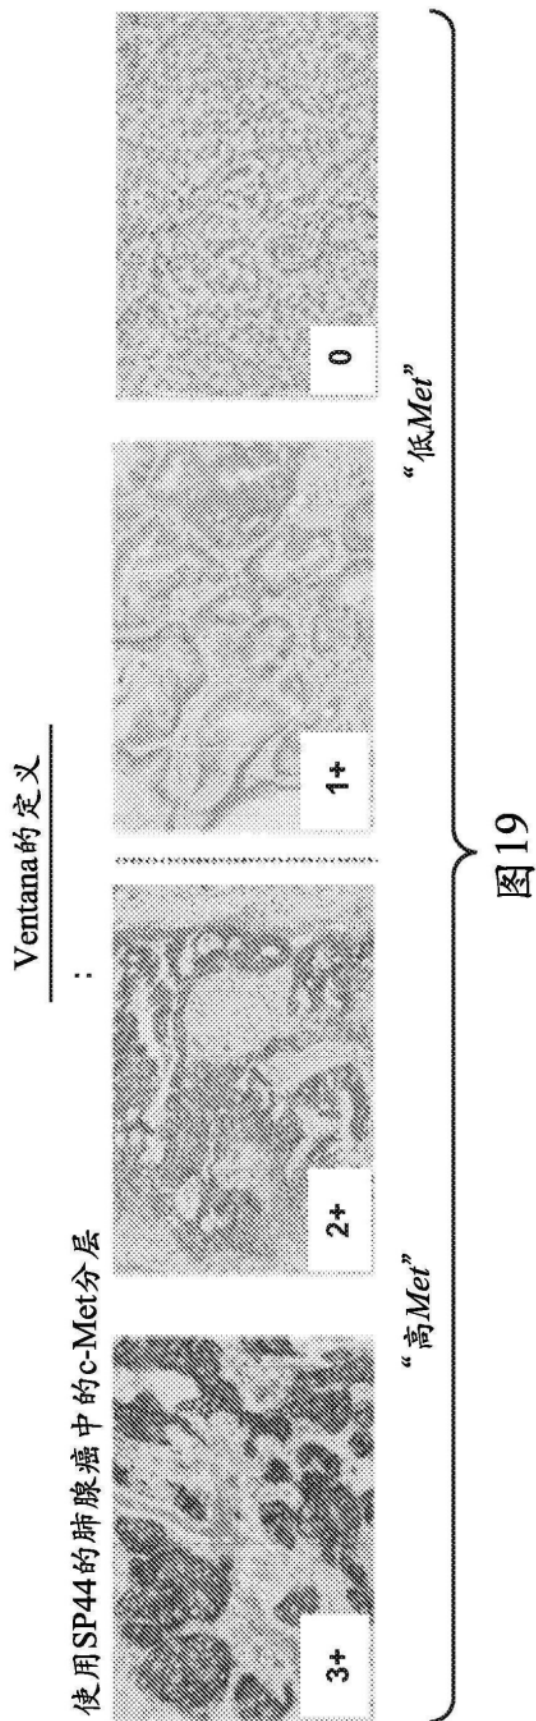 Ventana的定义
:
使用SP44的肺腺癌中的c-Met分层
3+
2+
1+
0
“高Met”
“低Met”
图19